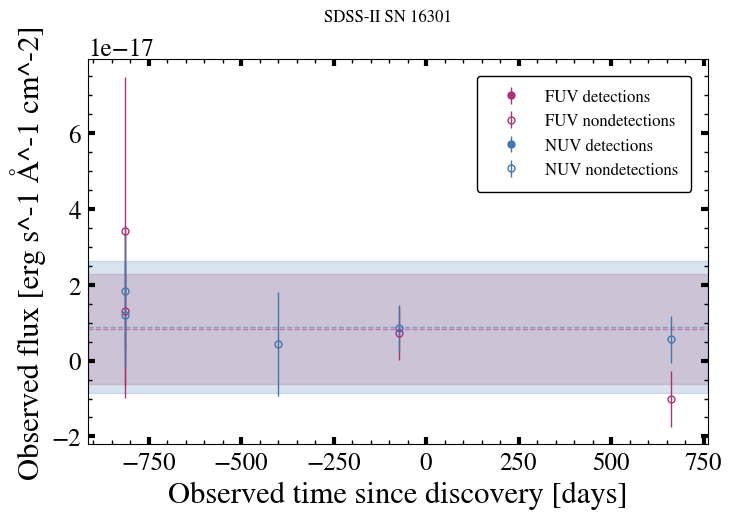 SDSS-II SN 16301
1e−17
Observed flux [erg s^-1 Å^-1 cm^-2]
6
4
2
0
−2
FUV detections
FUV nondetections
NUV detections
NUV nondetections
−750 −500 −250 0 250 500 750
Observed time since discovery [days]